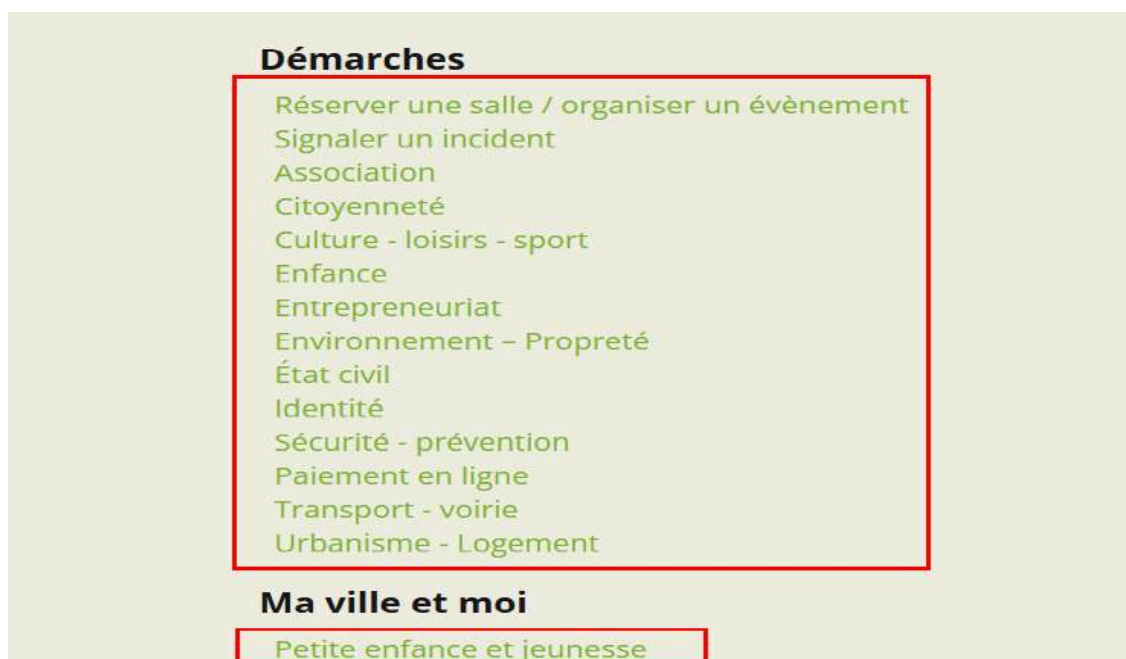 Démarches
Réserver une salle / organiser un évènement
Signaler un incident
Association
Citoyenneté
Culture - loisirs - sport
Enfance
Entrepreneuriat
Environnement – Propreté
État civil
Identité
Sécurité - prévention
Paiement en ligne
Transport - voirie
Urbanisme - Logement
Ma ville et moi
Petite enfance et jeunesse